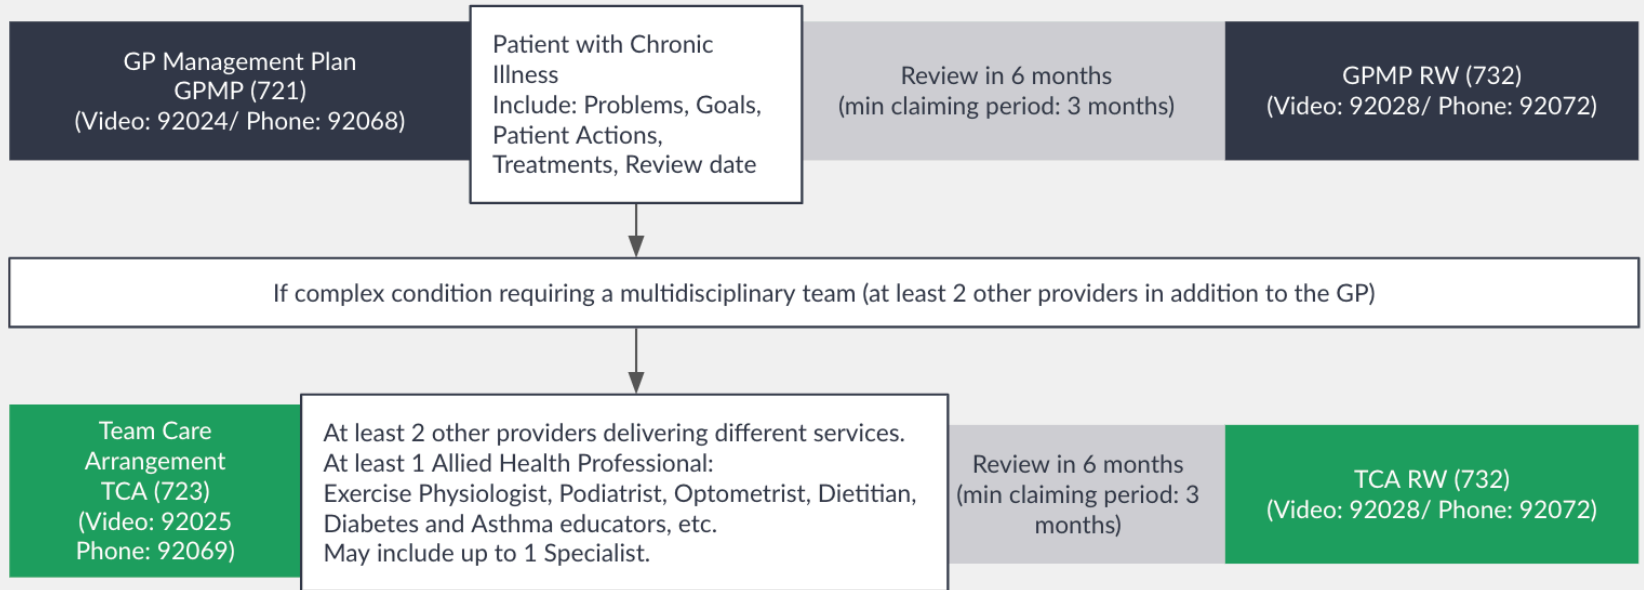 GP Management Plan
GPMP (721)
(Video: 92024/ Phone: 92068)
Patient with Chronic
Illness
Include: Problems, Goals,
Patient Actions,
Treatments, Review date
Review in 6 months
(min claiming period: 3 months)
GPMP RW (732)
(Video: 92028/ Phone: 92072)
If complex condition requiring a multidisciplinary team (at least 2 other providers in addition to the GP)
Team Care
Arrangement
TCA (723)
(Video: 92025
Phone: 92069)
At least 2 other providers delivering different services.
At least 1 Allied Health Professional:
Exercise Physiologist, Podiatrist, Optometrist, Dietitian,
Diabetes and Asthma educators, etc.
May include up to 1 Specialist.
Review in 6 months
(min claiming period: 3
months)
TCA RW (732)
(Video: 92028/ Phone: 92072)